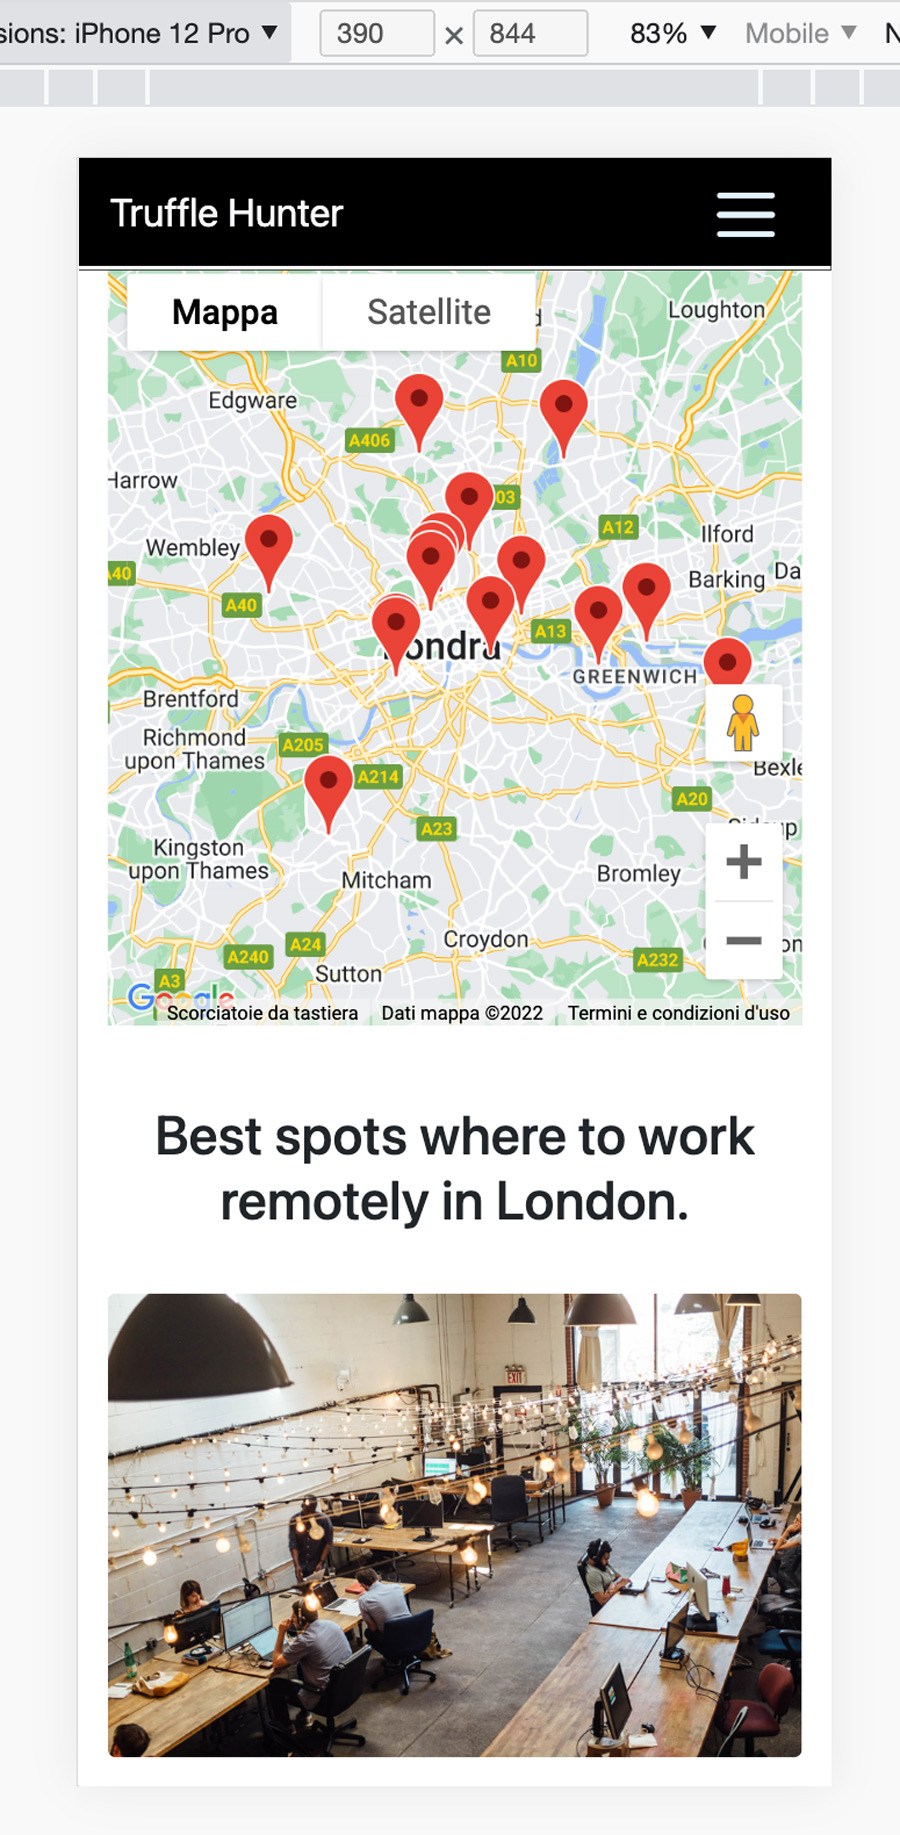 sions: iPhone 12 Pro ▼ 390 × 844 83% ▼ Mobile ▼ N
Truffle Hunter
Mappa Satellite
Loughton
A10
Edgware
A406
Harrow
03
A12
Ilford
Wembley
A40
Barking Da
A40
A13
ondra
GREENWICH
Brentford
Richmond
upon Thames
A205
A214
Bexle
A20
A23
Kingston
upon Thames
Mitcham
Bromley
Croydon
A24
A240
A232
Sutton
A3
Google
Scorciatoie da tastiera Dati mappa ©2022 Termini e condizioni d'uso
Best spots where to work
remotely in London.
EXIT